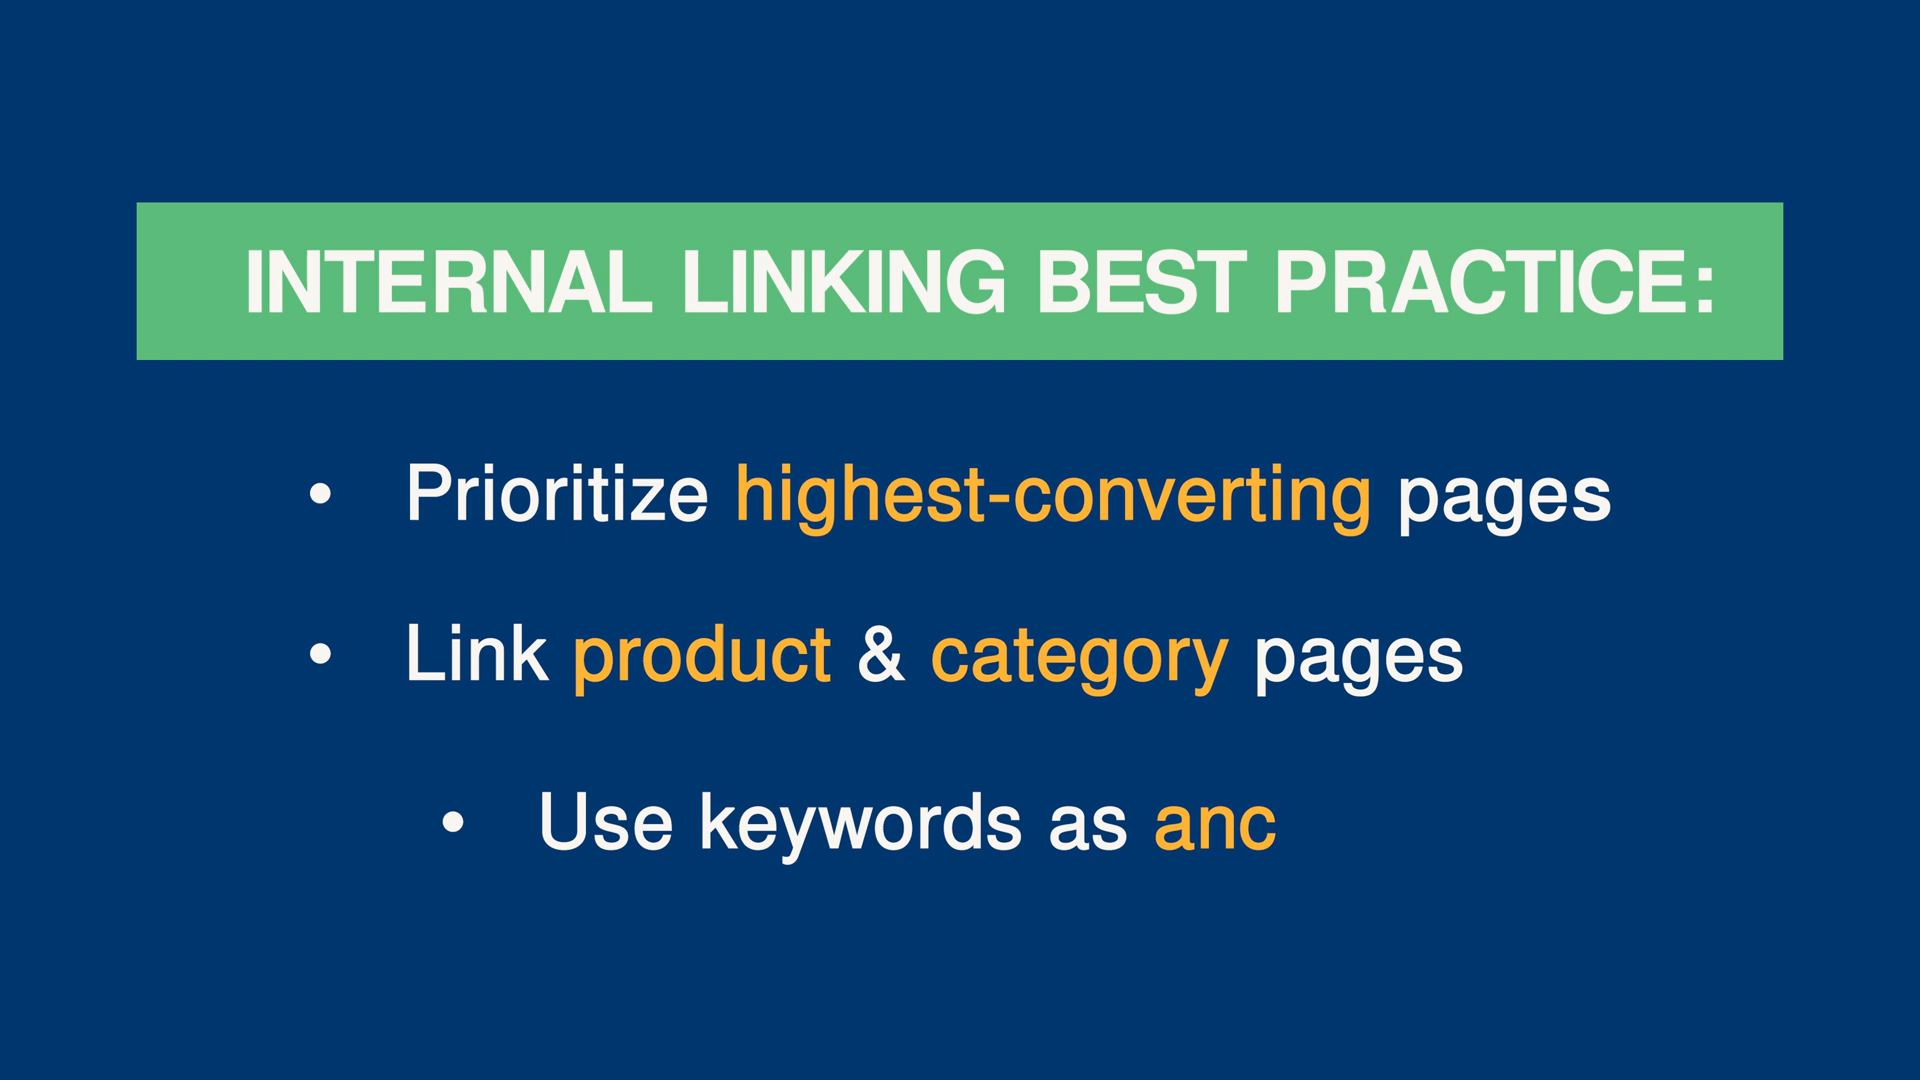 INTERNAL LINKING BEST PRACTICE:
• Prioritize highest-converting pages
• Link product & category pages
• Use keywords as anc